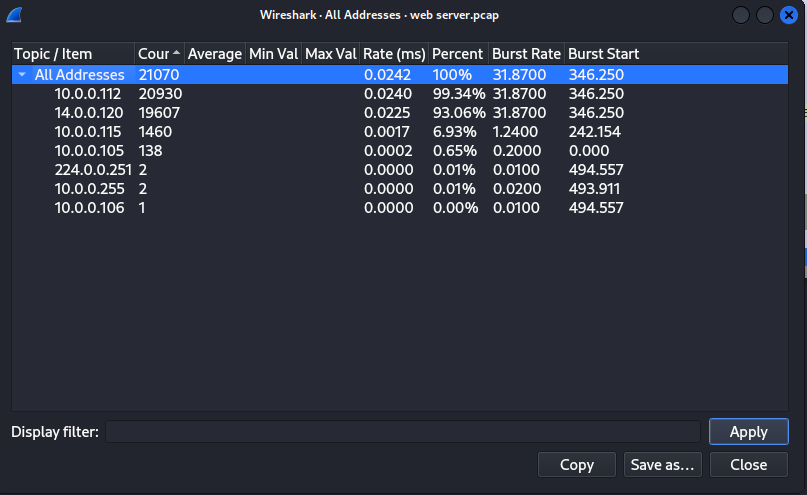 Wireshark · All Addresses · web server.pcap
Topic / Item Cour Average Min Val Max Val Rate (ms) Percent Burst Rate Burst Start
All Addresses 21070 0.0242 100% 31.8700 346.250
10.0.0.112 20930 0.0240 99.34% 31.8700 346.250
14.0.0.120 19607 0.0225 93.06% 31.8700 346.250
10.0.0.115 1460 0.0017 6.93% 1.2400 242.154
10.0.0.105 138 0.0002 0.65% 0.2000 0.000
224.0.0.251 2 0.0000 0.01% 0.0100 494.557
10.0.0.255 2 0.0000 0.01% 0.0200 493.911
10.0.0.106 1 0.0000 0.00% 0.0100 494.557
Display filter: Apply
Copy Save as... Close